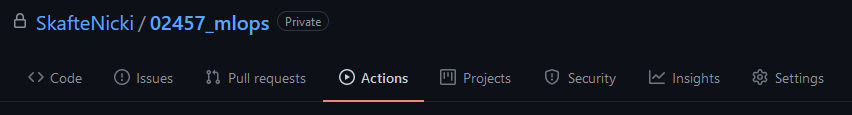 SkafteNicki / 02457_mlops Private
Code Issues Pull requests Actions Projects Security Insights Settings